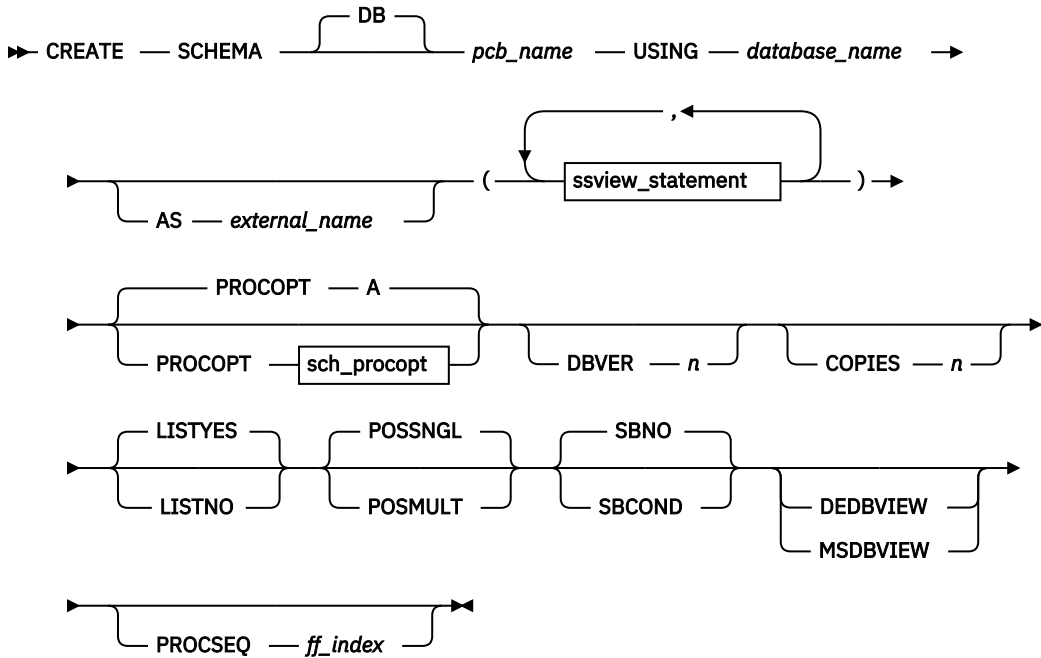 DB
CREATE SCHEMA pcb_name USING database_name
,
( ssview_statement )
AS external_name
PROCOPT A
PROCOPT sch_procopt DBVER n COPIES n
LISTYES POSSNGL SBNO
LISTNO POSMULT SBCOND DEDBVIEW
MSDBVIEW
PROCSEQ ff_index